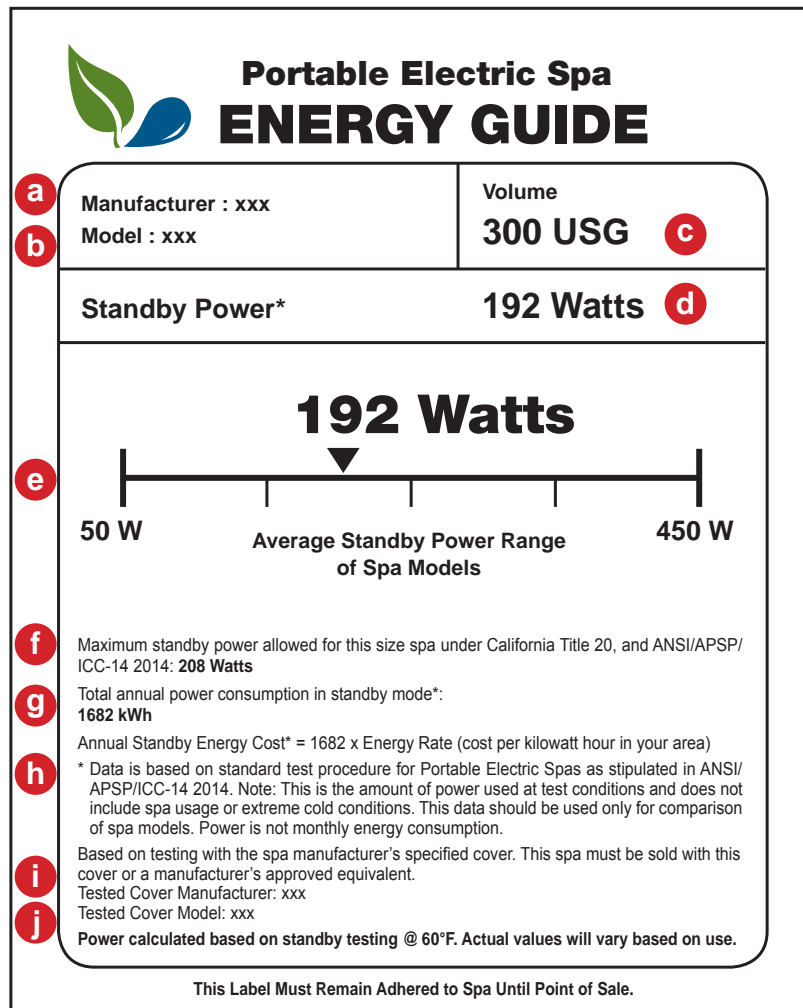 Portable Electric Spa
ENERGY GUIDE
a
Manufacturer : xxx
b
Model : xxx
Volume
300 USG
c
Standby Power*
192 Watts
d
192 Watts
e
50 W
450 W
Average Standby Power Range
of Spa Models
f
Maximum standby power allowed for this size spa under California Title 20, and ANSI/APSP/
ICC-14 2014: 208 Watts
g
Total annual power consumption in standby mode*:
1682 kWh
Annual Standby Energy Cost* = 1682 x Energy Rate (cost per kilowatt hour in your area)
h
* Data is based on standard test procedure for Portable Electric Spas as stipulated in ANSI/
APSP/ICC-14 2014. Note: This is the amount of power used at test conditions and does not
include spa usage or extreme cold conditions. This data should be used only for comparison
of spa models. Power is not monthly energy consumption.
Based on testing with the spa manufacturer's specified cover. This spa must be sold with this
cover or a manufacturer's approved equivalent.
i
Tested Cover Manufacturer: xxx
j
Tested Cover Model: xxx
Power calculated based on standby testing @ 60°F. Actual values will vary based on use.
This Label Must Remain Adhered to Spa Until Point of Sale.